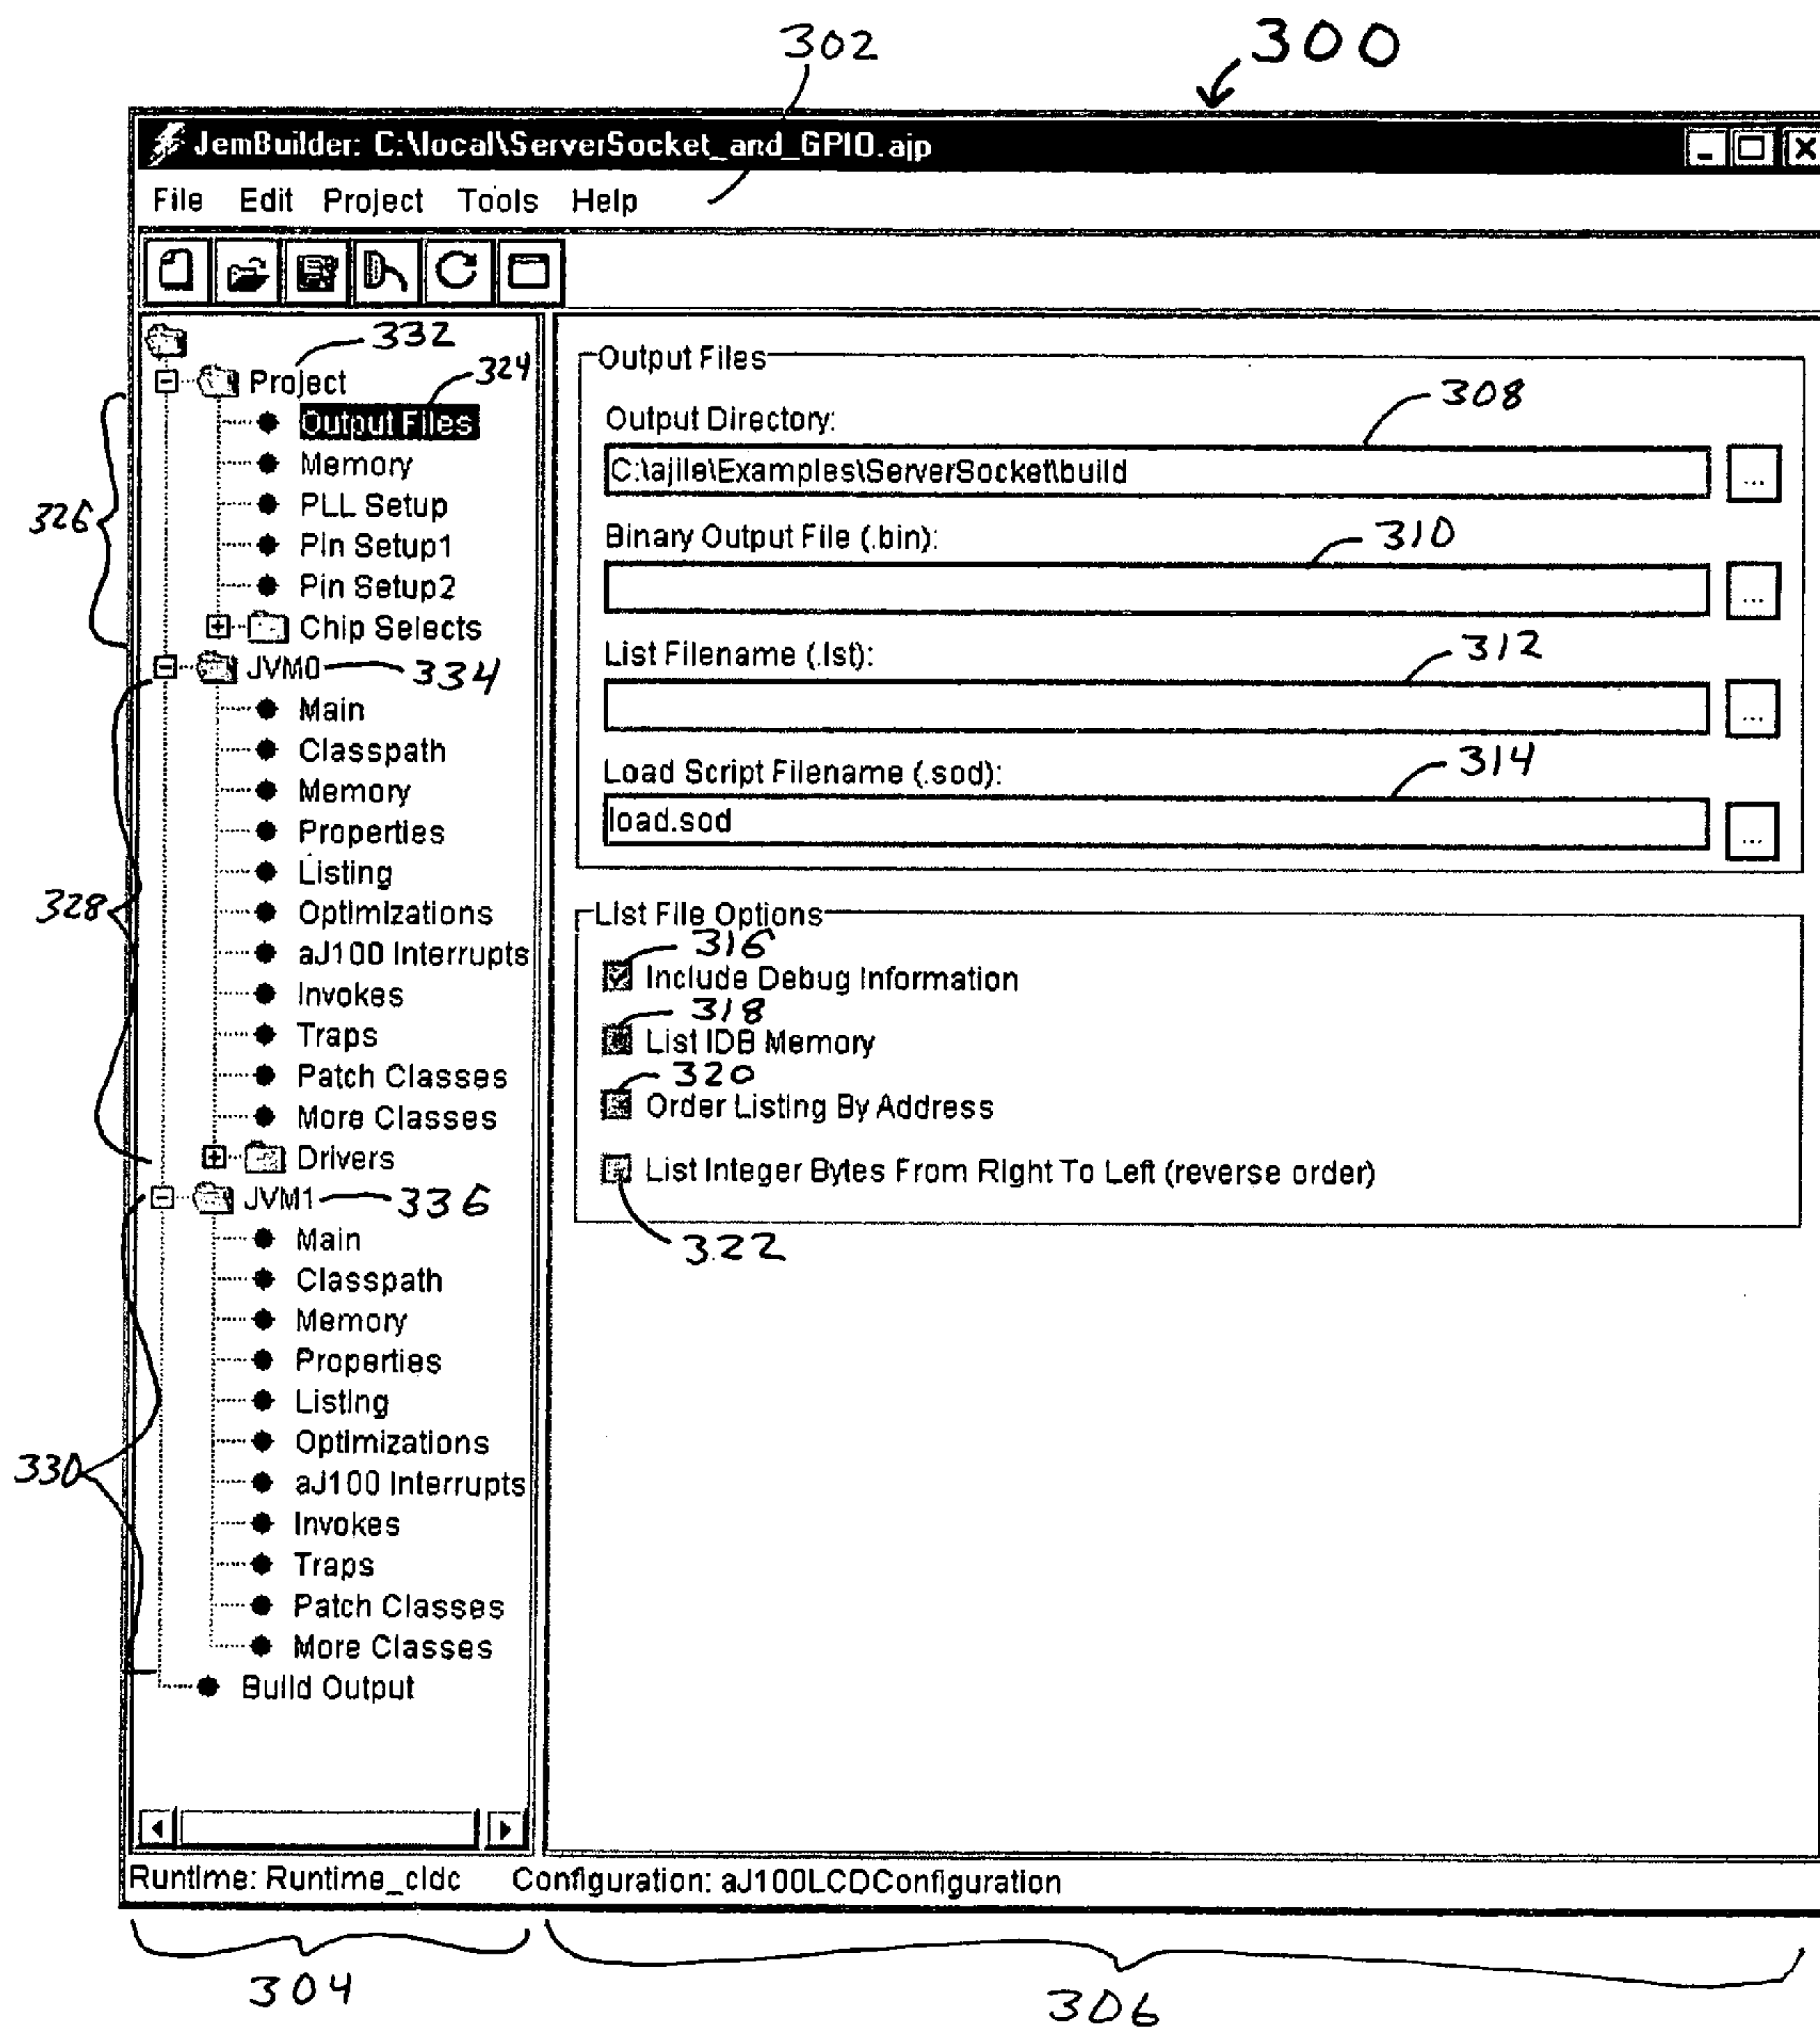 302
300
JemBuilder: C:\local\ServerSocket_and_GPIO.ajp
File Edit Project Tools Help
332
Project
324
Output Files
Memory
PLL Setup
Pin Setup1
Pin Setup2
Chip Selects
326
JVM0
334
Main
Classpath
Memory
Properties
Listing
Optimizations
aJ100 Interrupts
Invokes
Traps
Patch Classes
More Classes
Drivers
328
JVM1
336
Main
Classpath
Memory
Properties
Listing
Optimizations
aJ100 Interrupts
Invokes
Traps
Patch Classes
More Classes
330
Build Output
Output Files
Output Directory:
308
C:\ajile\Examples\ServerSocket\build
...
Binary Output File (.bin):
310
...
List Filename (.lst):
312
...
Load Script Filename (.sod):
314
load.sod
...
List File Options
316
Include Debug Information
318
List IDB Memory
320
Order Listing By Address
List Integer Bytes From Right To Left (reverse order)
322
Runtime: Runtime_cldc Configuration: aJ100LCDConfiguration
304
306